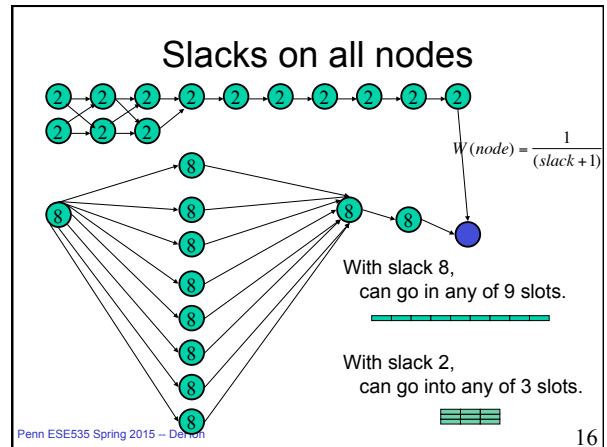 Slacks on all nodes
2 2 2 2 2 2 2 2 2 2
2 2 2
W(node) = 1
(slack+1)
8
8
8 8 8
8
8
8
8
8
8
With slack 8,
can go in any of 9 slots.
With slack 2,
can go into any of 3 slots.
Penn ESE535 Spring 2015 -- DeHon
16